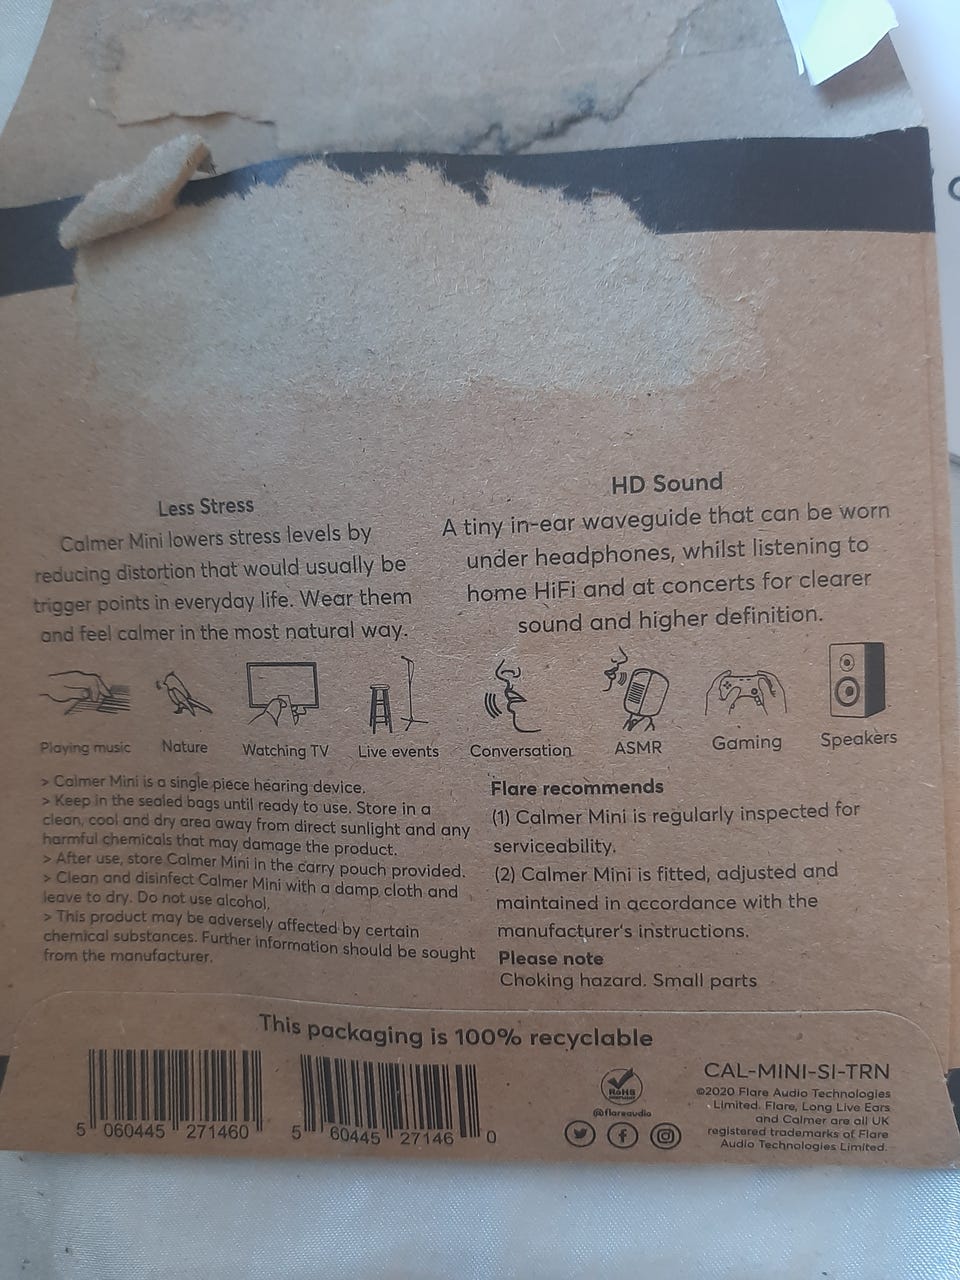 Less Stress
Calmer Mini lowers stress levels by
reducing distortion that would usually be
trigger points in everyday life. Wear them
and feel calmer in the most natural way.
HD Sound
A tiny in-ear waveguide that can be worn
under headphones, whilst listening to
home HiFi and at concerts for clearer
sound and higher definition.
Playing music
Nature
Watching TV
Live events
Conversation
ASMR
Gaming
Speakers
> Calmer Mini is a single piece hearing device.
> Keep in the sealed bags until ready to use. Store in a
clean, cool and dry area away from direct sunlight and any
harmful chemicals that may damage the product.
> After use, store Calmer Mini in the carry pouch provided.
> Clean and disinfect Calmer Mini with a damp cloth and
leave to dry. Do not use alcohol.
> This product may be adversely affected by certain
chemical substances. Further information should be sought
from the manufacturer.
Flare recommends
(1) Calmer Mini is regularly inspected for
serviceability.
(2) Calmer Mini is fitted, adjusted and
maintained in accordance with the
manufacturer's instructions.
Please note
Choking hazard. Small parts
This packaging is 100% recyclable
5 060445 271460
5 60445 27146 0
RoHS
@flareaudio
CAL-MINI-SI-TRN
©2020 Flare Audio Technologies
Limited. Flare, Long Live Ears
and Calmer are all UK
registered trademarks of Flare
Audio Technologies Limited.